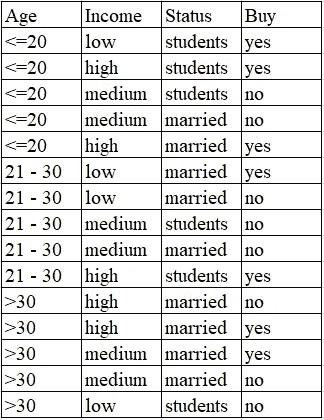 Age Income Status Buy
<=20 low students yes
<=20 high students yes
<=20 medium students no
<=20 medium married no
<=20 high married yes
21 - 30 low married yes
21 - 30 low married no
21 - 30 medium students no
21 - 30 medium married no
21 - 30 high students yes
>30 high married no
>30 high married yes
>30 medium married yes
>30 medium married no
>30 low students no